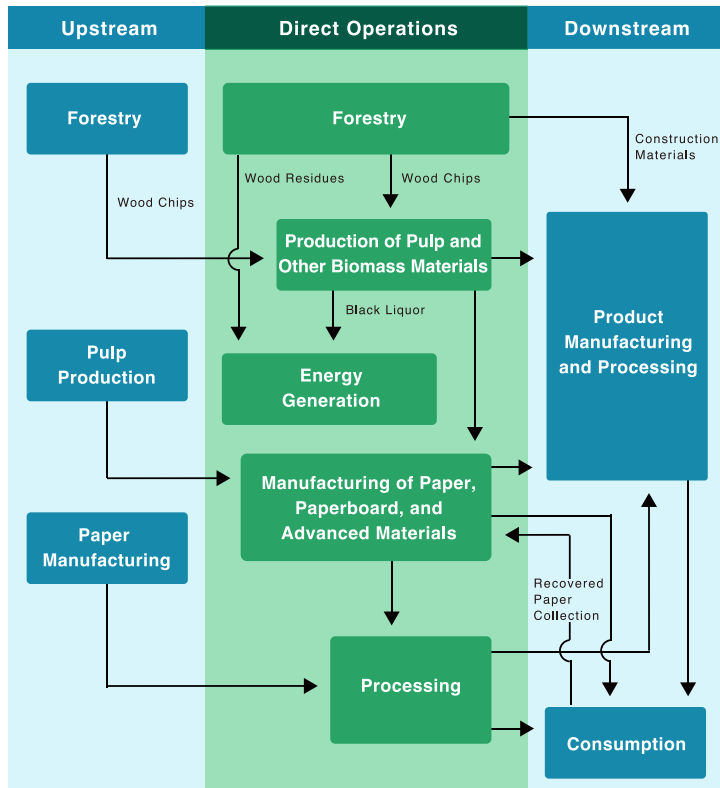 Upstream
Direct Operations
Downstream
Forestry
Forestry
Construction
Materials
Wood Chips
Wood Residues
Wood Chips
Production of Pulp and
Other Biomass Materials
Black Liquor
Product
Manufacturing
and Processing
Pulp
Production
Energy
Generation
Manufacturing of Paper,
Paperboard, and
Advanced Materials
Paper
Manufacturing
Recovered
Paper
Collection
Processing
Consumption